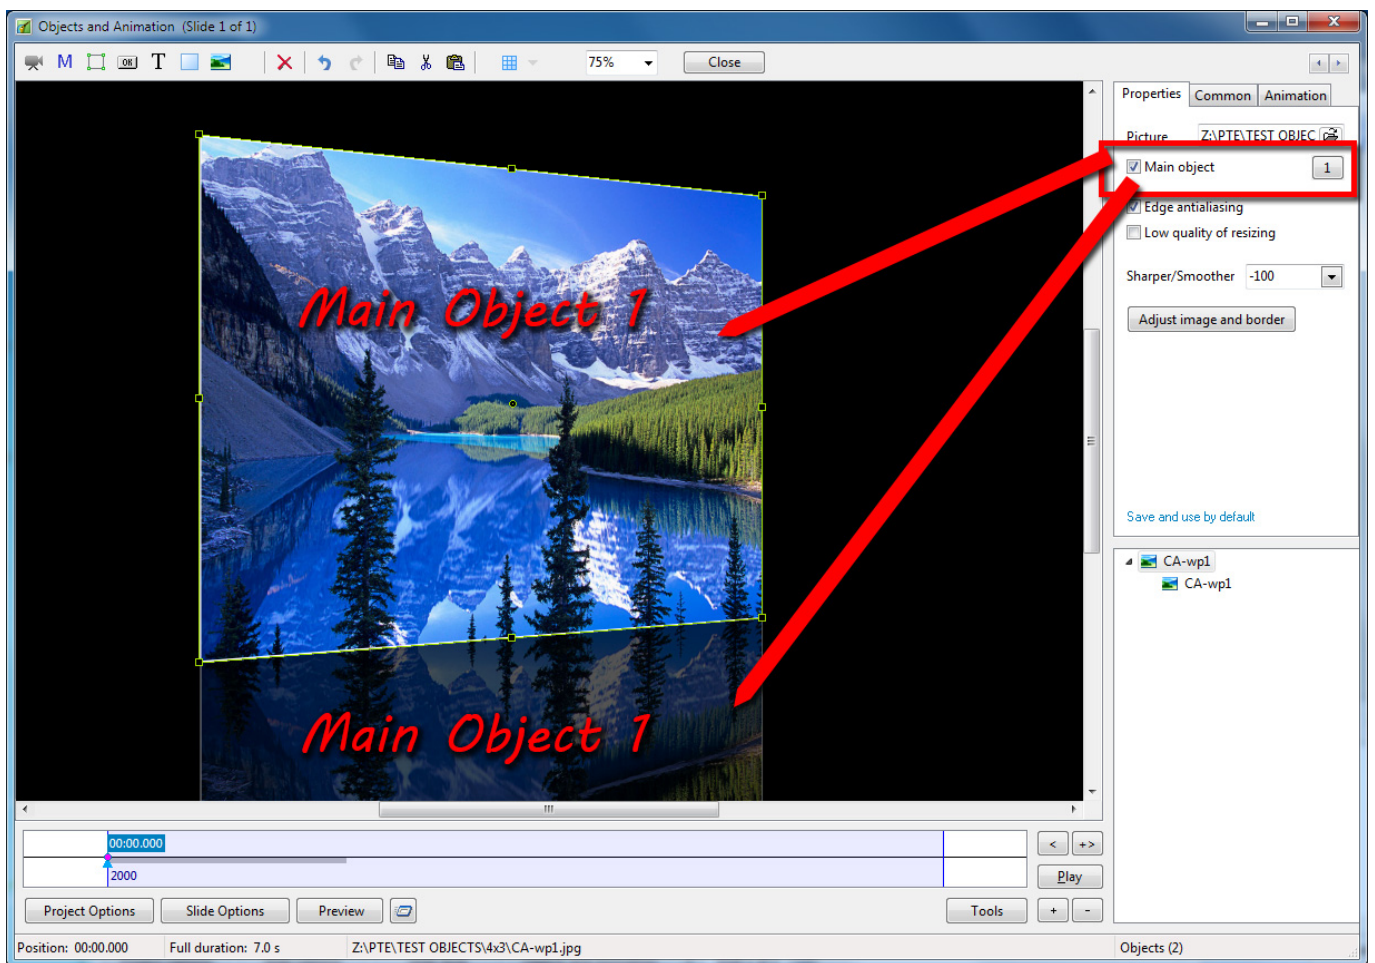 Objects and Animation (Slide 1 of 1)
M OK T 75% Close
Properties Common Animation
Picture Z:\PTE\TEST OBJEC
Main object 1
Edge antialiasing
Low quality of resizing
Sharper/Smoother -100
Adjust image and border
Main Object 1
Main Object 1
Save and use by default
CA-wp1
CA-wp1
00:00.000
2000
< +>
Play
Project Options Slide Options Preview Tools + -
Position: 00:00.000 Full duration: 7.0 s Z:\PTE\TEST OBJECTS\4x3\CA-wp1.jpg Objects (2)